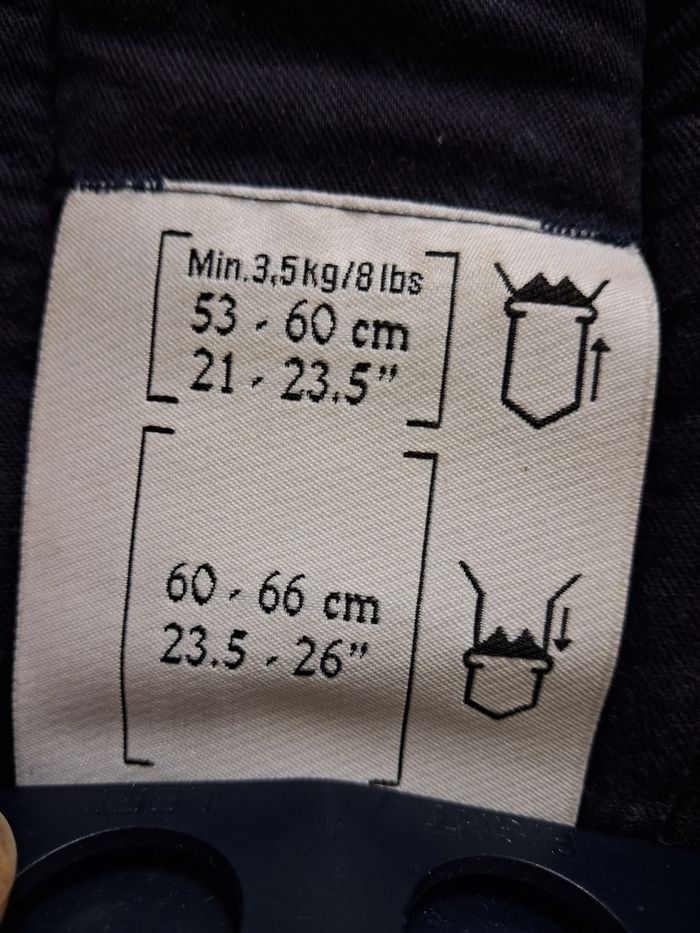 Min.3,5kg/8lbs
53 - 60 cm
21 - 23.5"
60 - 66 cm
23.5 - 26"